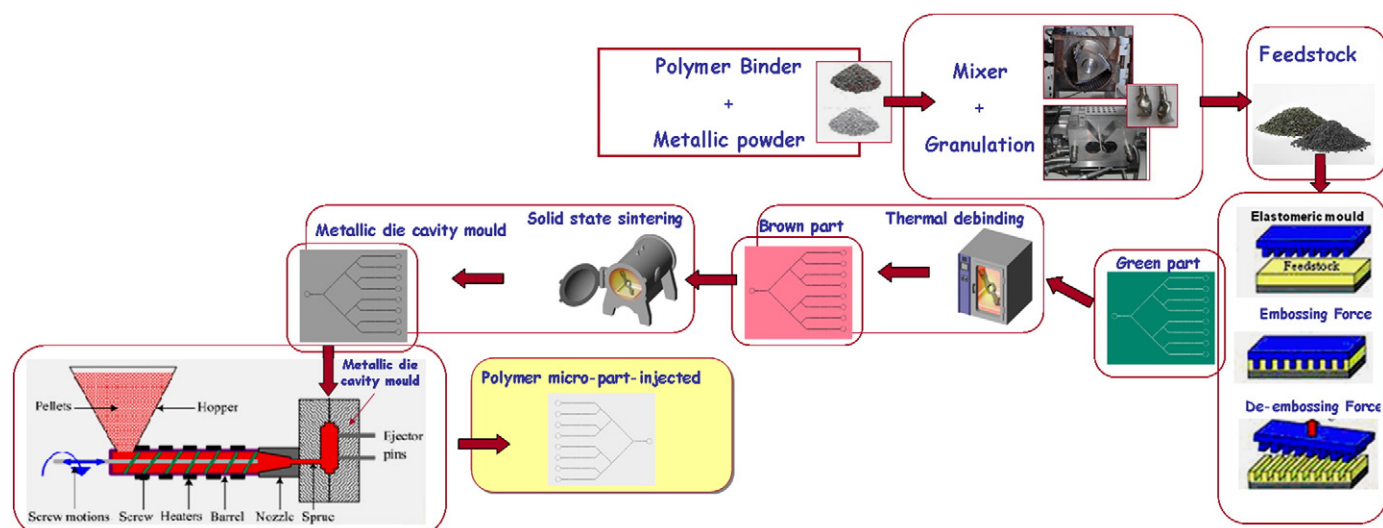 Polymer Binder
+
Metallic powder
Mixer
+
Granulation
Feedstock
Elastomeric mould
Feedstock
Embossing Force
De-embossing Force
Green part
Thermal debinding
Brown part
Solid state sintering
Metallic die cavity mould
Metallic die
cavity mould
Pellets
Hopper
Ejector
pins
Screw motions
Screw
Heaters
Barrel
Nozzle
Sprue
Polymer micro-part-injected